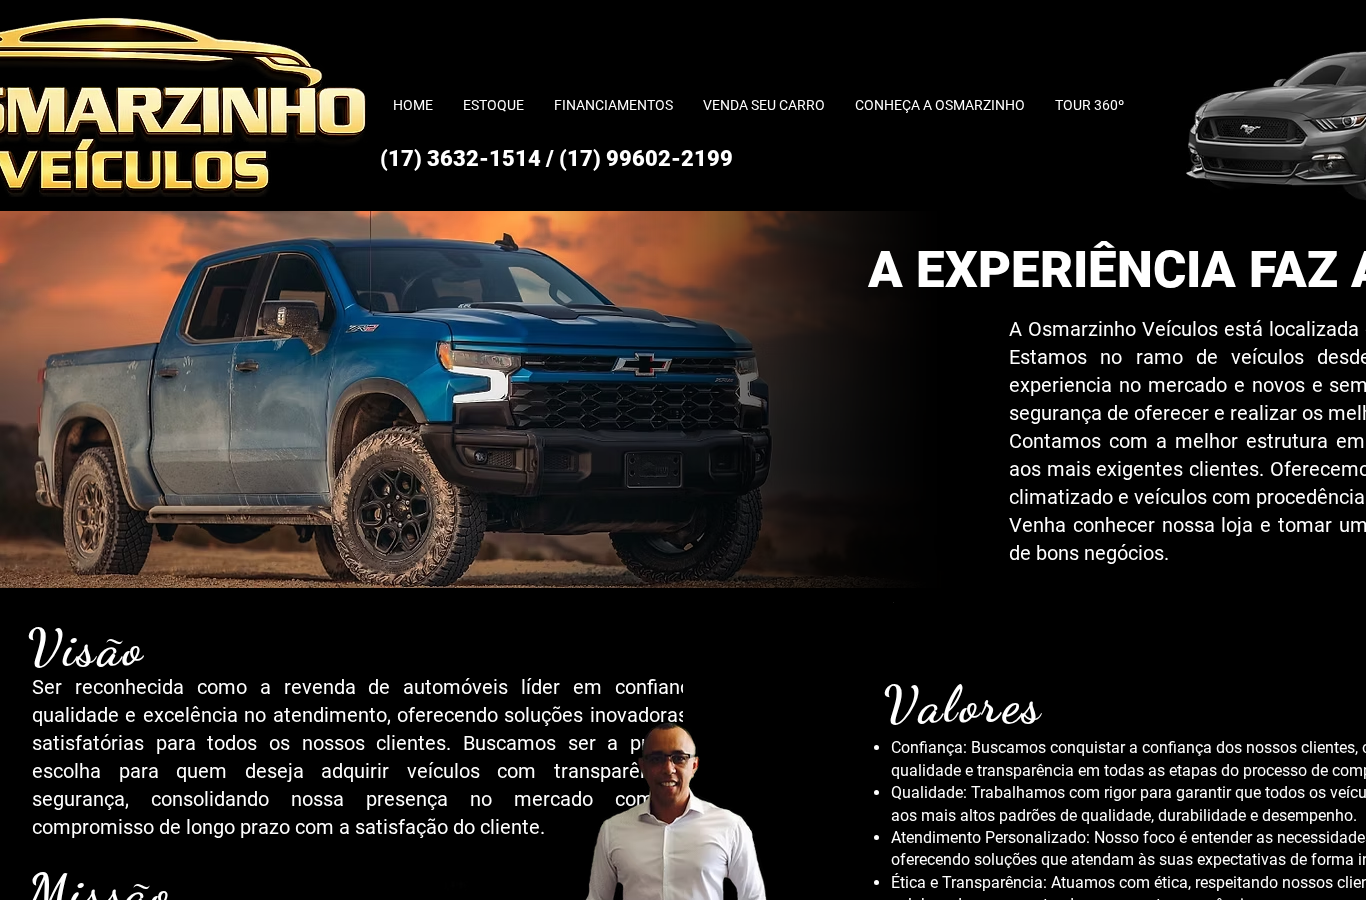 SMARZINHO
VEÍCULOS
HOME ESTOQUE FINANCIAMENTOS VENDA SEU CARRO CONHEÇA A OSMARZINHO TOUR 360º
(17) 3632-1514 / (17) 99602-2199
A EXPERIÊNCIA FAZ A
A Osmarzinho Veículos está localizada
Estamos no ramo de veículos desde
experiencia no mercado e novos e sem
segurança de oferecer e realizar os melh
Contamos com a melhor estrutura em
aos mais exigentes clientes. Oferecemo
climatizado e veículos com procedência
Venha conhecer nossa loja e tomar um
de bons negócios.
Visão
Ser reconhecida como a revenda de automóveis líder em confian
qualidade e excelência no atendimento, oferecendo soluções inovadoras
satisfatórias para todos os nossos clientes. Buscamos ser a
escolha para quem deseja adquirir veículos com
segurança, consolidando nossa presença no mercado
compromisso de longo prazo com a satisfação do cliente.
Missão
Valores
• Confiança: Buscamos conquistar a confiança dos nossos clientes,
qualidade e transparência em todas as etapas do processo de comp
• Qualidade: Trabalhamos com rigor para garantir que todos os veícu
aos mais altos padrões de qualidade, durabilidade e desempenho.
• Atendimento Personalizado: Nosso foco é entender as necessidade
oferecendo soluções que atendam às suas expectativas de forma
• Ética e Transparência: Atuamos com ética, respeitando nossos clien